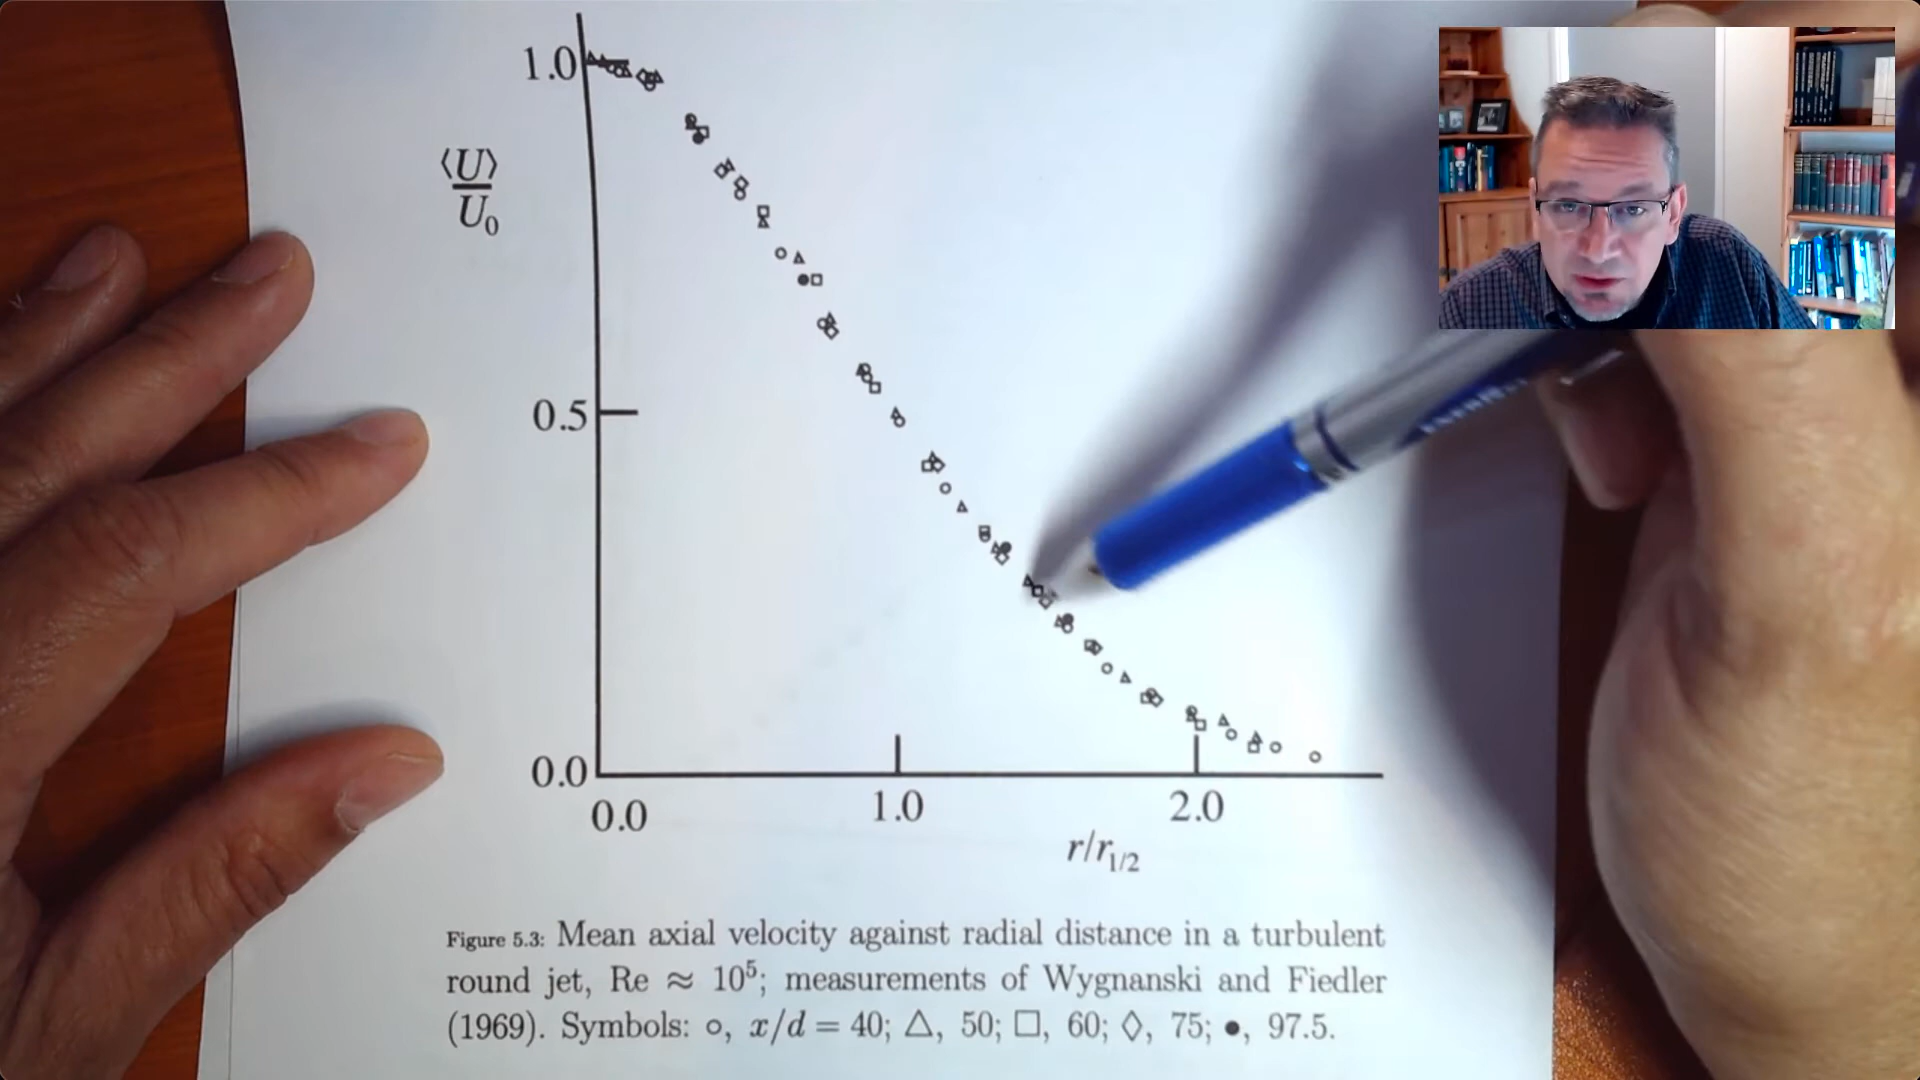 1.0
⟨U⟩
U₀
0.5
0.0
0.0 1.0 2.0
r/r₁/₂
Figure 5.3: Mean axial velocity against radial distance in a turbulent
round jet, Re ≈ 10⁵; measurements of Wygnanski and Fiedler
(1969). Symbols: ○, x/d = 40; △, 50; □, 60; ◇, 75; ●, 97.5.